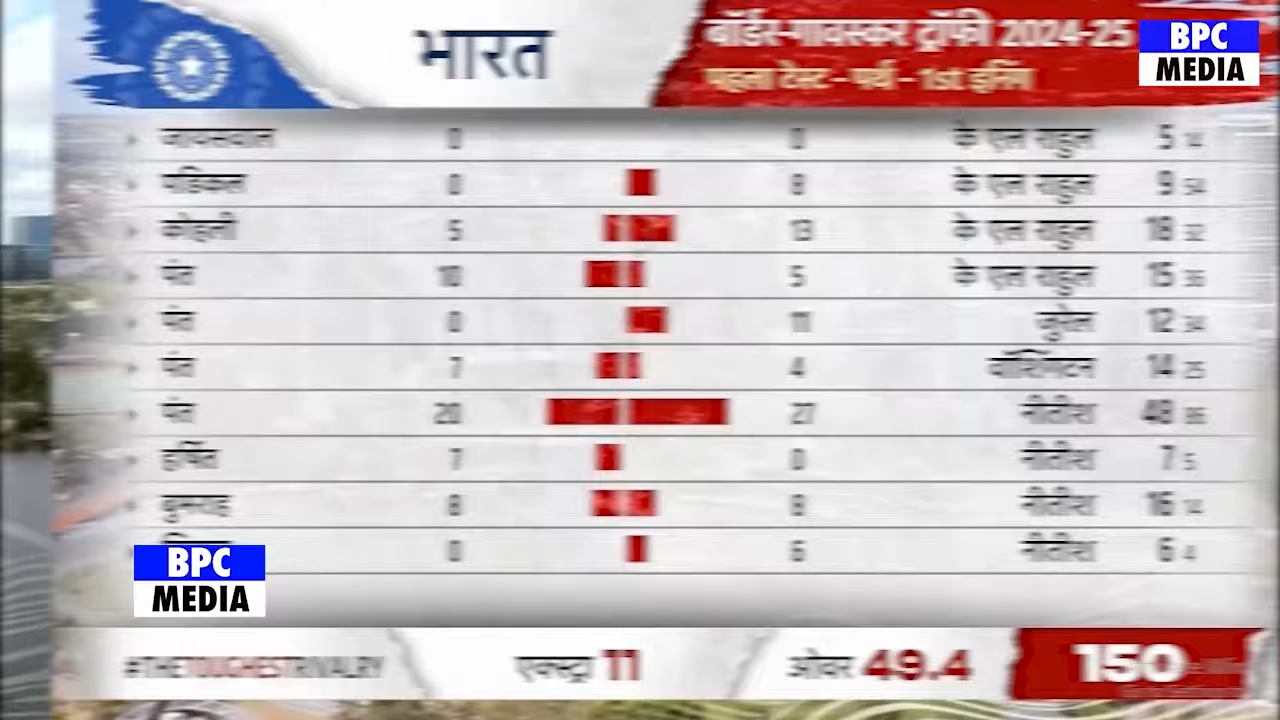 भारत
बॉर्डर-गावस्कर ट्रॉफी 2024-25
पहला टेस्ट - पर्थ - 1st इनिंग
BPC
MEDIA
जायसवाल 0 0 के एल राहुल 5 14
पडिकल 0 8 के एल राहुल 9 54
कोहली 5 13 के एल राहुल 18 32
पंत 10 5 के एल राहुल 15 36
पंत 0 11 जुरेल 12 34
पंत 7 4 वॉशिंगटन 14 25
पंत 20 27 नीतीश 48 86
हर्षित 7 0 नीतीश 7 5
बुमराह 8 8 नीतीश 16 14
0 6 नीतीश 6 4
BPC
MEDIA
#THETOUGHESTRIVALRY एक्स्ट्रा 11 ओवर 49.4 150